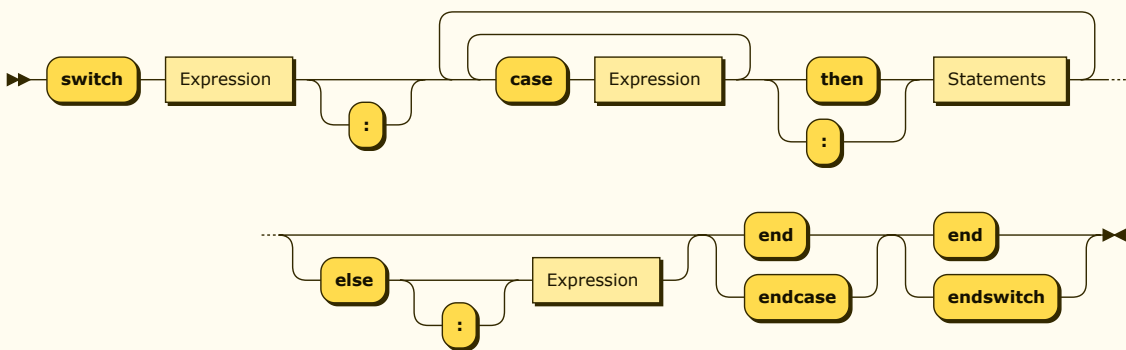 switch Expression case Expression then Statements
: :
end end
else Expression endcase endswitch
: